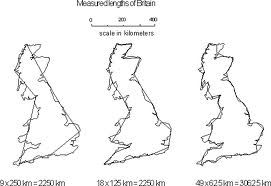 Measured lengths of Britain
0 200 400
scale in kilometers
9 x 250 km = 2250 km
18 x 125 km = 2250 km
49 x 62.5 km = 3062.5 km